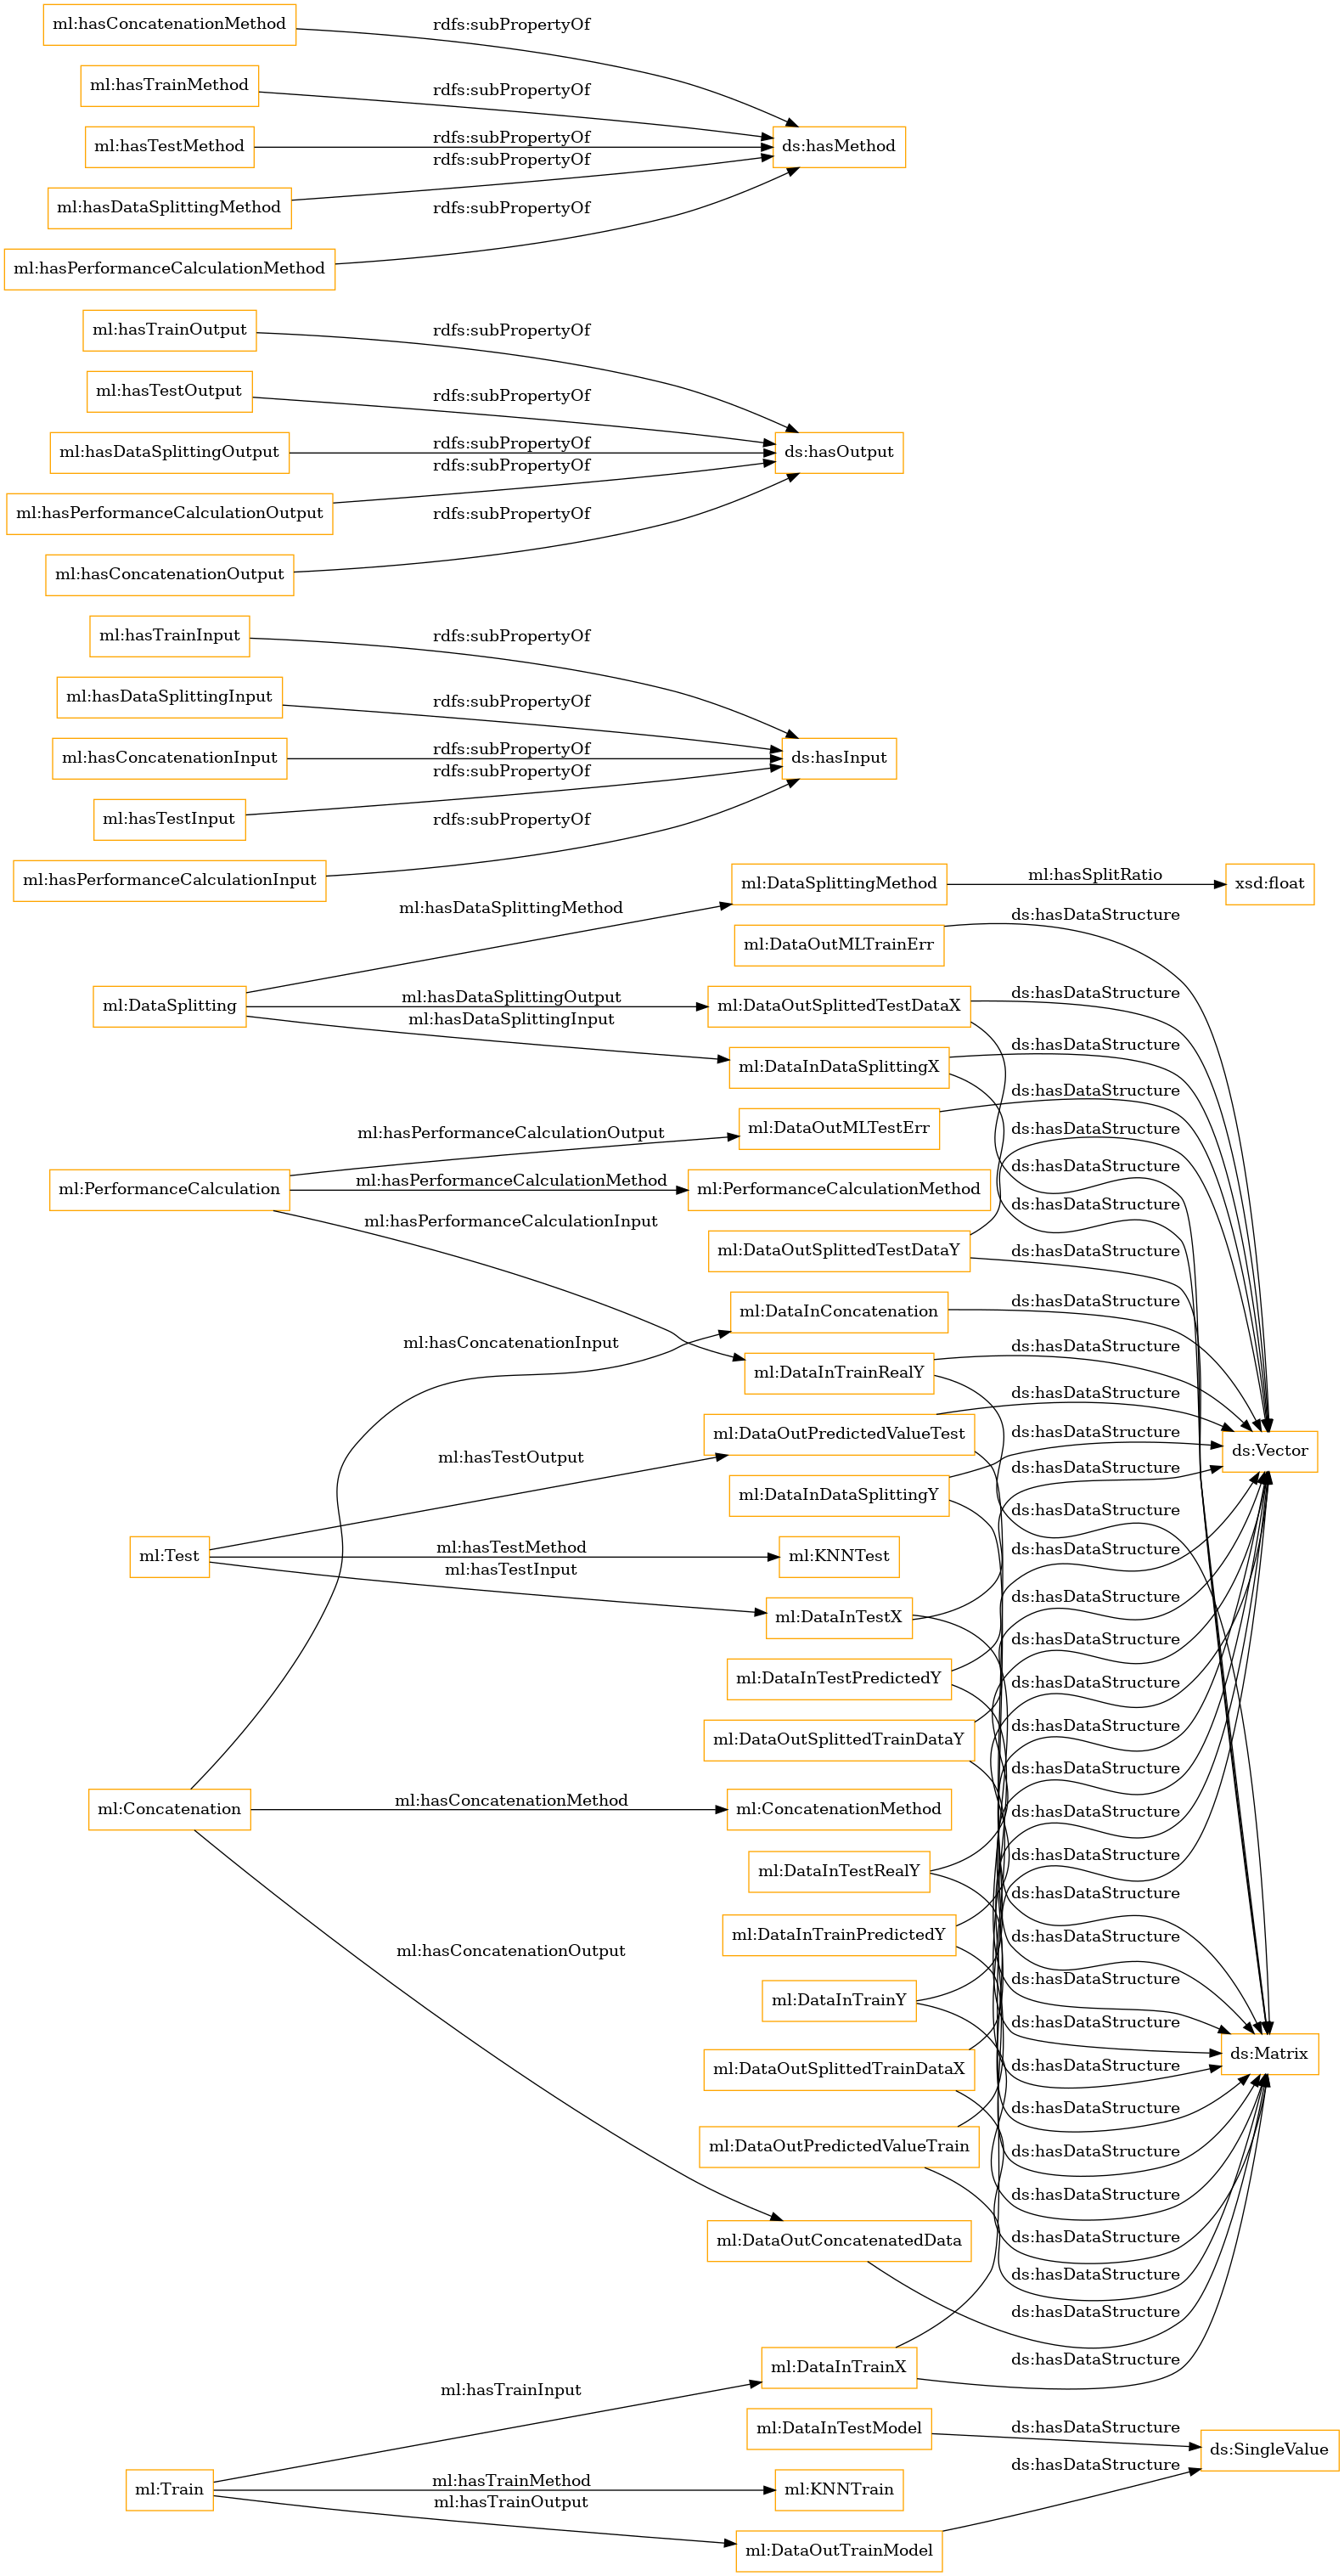 ml:hasConcatenationMethod
rdfs:subPropertyOf
ml:hasTrainMethod
rdfs:subPropertyOf
ml:hasTestMethod
rdfs:subPropertyOf
ds:hasMethod
rdfs:subPropertyOf
ml:hasDataSplittingMethod
rdfs:subPropertyOf
ml:hasPerformanceCalculationMethod
ml:hasTrainOutput
rdfs:subPropertyOf
ml:hasTestOutput
rdfs:subPropertyOf
ml:hasDataSplittingOutput
rdfs:subPropertyOf
ds:hasOutput
rdfs:subPropertyOf
ml:hasPerformanceCalculationOutput
rdfs:subPropertyOf
ml:hasConcatenationOutput
ml:hasTrainInput
rdfs:subPropertyOf
ml:hasDataSplittingInput
rdfs:subPropertyOf
ml:hasConcatenationInput
rdfs:subPropertyOf
ds:hasInput
rdfs:subPropertyOf
ml:hasTestInput
rdfs:subPropertyOf
ml:hasPerformanceCalculationInput
ml:DataSplittingMethod
ml:hasSplitRatio
xsd:float
ml:hasDataSplittingMethod
ds:hasDataStructure
ml:DataOutMLTrainErr
ml:DataSplitting
ml:hasDataSplittingOutput
ml:DataOutSplittedTestDataX
ds:hasDataStructure
ml:hasDataSplittingInput
ds:hasDataStructure
ml:DataInDataSplittingX
ds:hasDataStructure
ml:hasPerformanceCalculationOutput
ml:DataOutMLTestErr
ds:hasDataStructure
ds:hasDataStructure
ml:PerformanceCalculation
ml:hasPerformanceCalculationMethod
ml:PerformanceCalculationMethod
ds:hasDataStructure
ml:hasPerformanceCalculationInput
ml:DataOutSplittedTestDataY
ds:hasDataStructure
ds:hasDataStructure
ml:DataInConcatenation
ml:hasConcatenationInput
ds:hasDataStructure
ml:DataInTrainRealY
ds:hasDataStructure
ml:DataOutPredictedValueTest
ds:hasDataStructure
ds:Vector
ml:hasTestOutput
ds:hasDataStructure
ml:DataInDataSplittingY
ds:hasDataStructure
ml:Test
ml:hasTestMethod
ml:KNNTest
ds:hasDataStructure
ml:hasTestInput
ds:hasDataStructure
ml:DataInTestX
ds:hasDataStructure
ml:DataInTestPredictedY
ds:hasDataStructure
ds:hasDataStructure
ml:DataOutSplittedTrainDataY
ds:hasDataStructure
ml:Concatenation
ml:hasConcatenationMethod
ml:ConcatenationMethod
ds:hasDataStructure
ds:hasDataStructure
ml:DataInTestRealY
ds:hasDataStructure
ml:DataInTrainPredictedY
ds:hasDataStructure
ml:hasConcatenationOutput
ds:hasDataStructure
ml:DataInTrainY
ds:hasDataStructure
ds:Matrix
ml:DataOutSplittedTrainDataX
ds:hasDataStructure
ds:hasDataStructure
ml:DataOutPredictedValueTrain
ds:hasDataStructure
ds:hasDataStructure
ml:DataOutConcatenatedData
ds:hasDataStructure
ds:hasDataStructure
ds:hasDataStructure
ds:hasDataStructure
ml:DataInTrainX
ml:hasTrainInput
ml:DataInTestModel
ds:hasDataStructure
ds:SingleValue
ds:hasDataStructure
ml:Train
ml:hasTrainMethod
ml:KNNTrain
ml:hasTrainOutput
ml:DataOutTrainModel